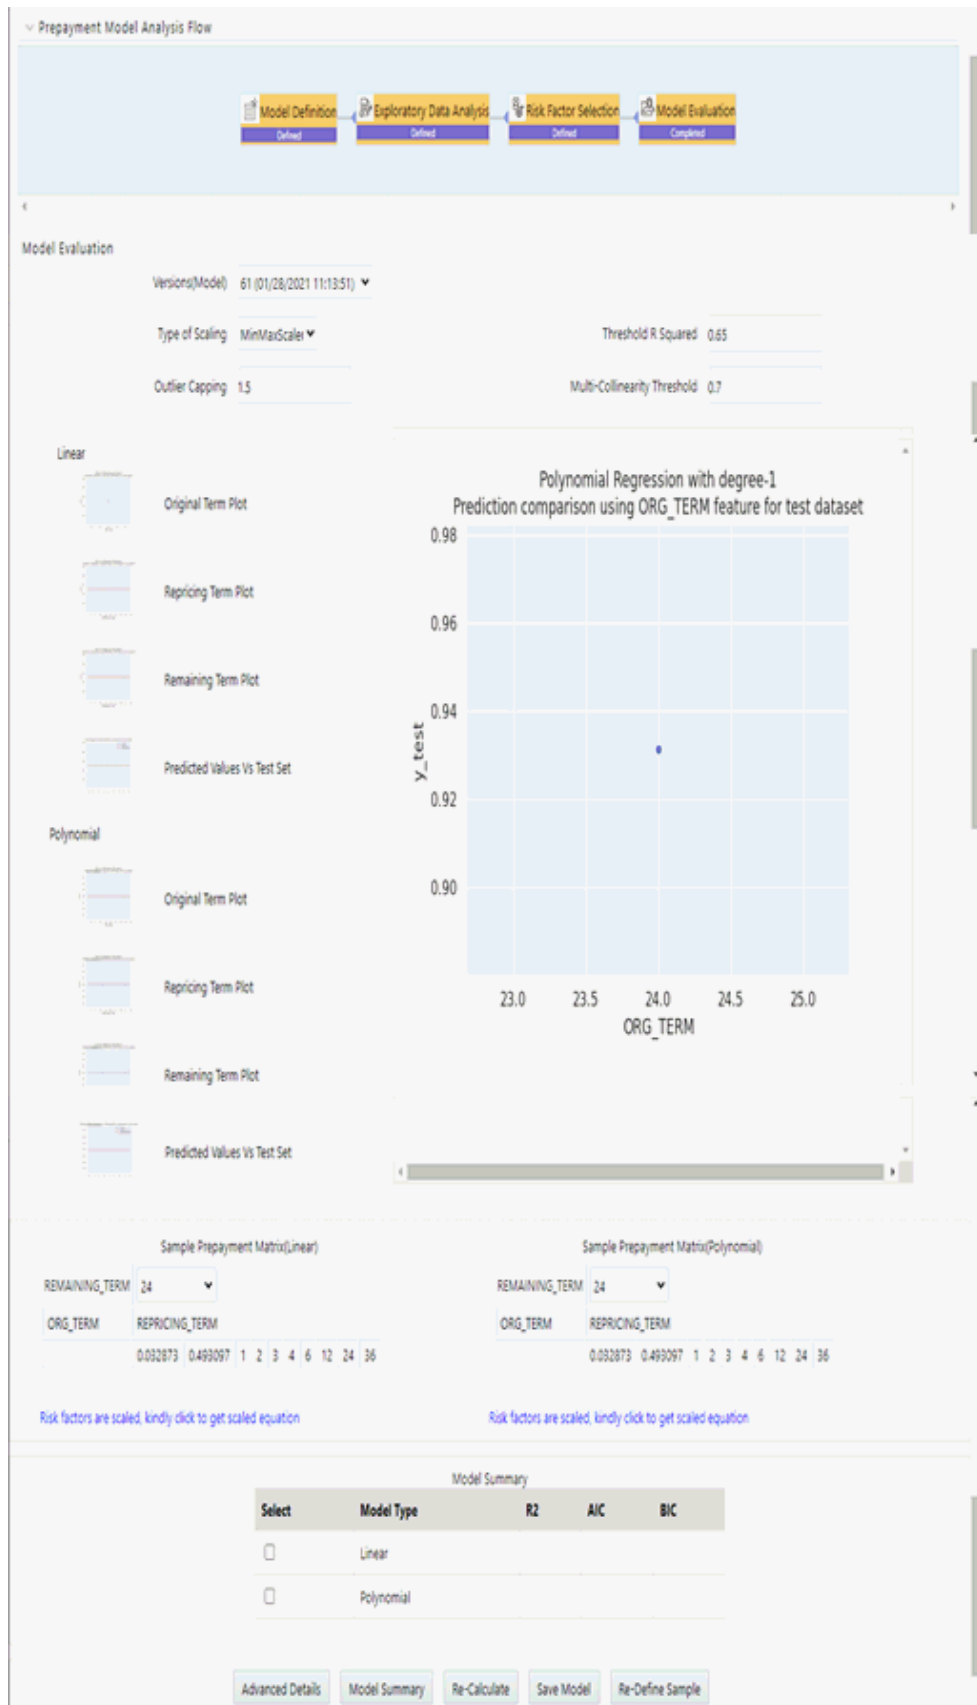 Prepayment Model Analysis Flow
Model Definition
Defined
Exploratory Data Analysis
Defined
Risk Factor Selection
Defined
Model Evaluation
Completed
Model Evaluation
Versions(Model) 61 (01/28/2021 11:13:51)
Type of Scaling MinMaxScaler Threshold R Squared 0.65
Outlier Capping 1.5 Multi-Collinearity Threshold 0.7
Linear
Original Term Plot
Repricing Term Plot
Remaining Term Plot
Predicted Values Vs Test Set
Polynomial
Original Term Plot
Repricing Term Plot
Remaining Term Plot
Predicted Values Vs Test Set
Polynomial Regression with degree-1
Prediction comparison using ORG_TERM feature for test dataset
0.98
0.96
0.94
0.92
0.90
y_test
23.0 23.5 24.0 24.5 25.0
ORG_TERM
Sample Prepayment Matrix(Linear)
REMAINING_TERM 24
ORG_TERM REPRICING_TERM
0.032873 0.493097 1 2 3 4 6 12 24 36
Risk factors are scaled, kindly click to get scaled equation
Sample Prepayment Matrix(Polynomial)
REMAINING_TERM 24
ORG_TERM REPRICING_TERM
0.032873 0.493097 1 2 3 4 6 12 24 36
Risk factors are scaled, kindly click to get scaled equation
Model Summary
Select Model Type R2 AIC BIC
Linear
Polynomial
Advanced Details Model Summary Re-Calculate Save Model Re-Define Sample